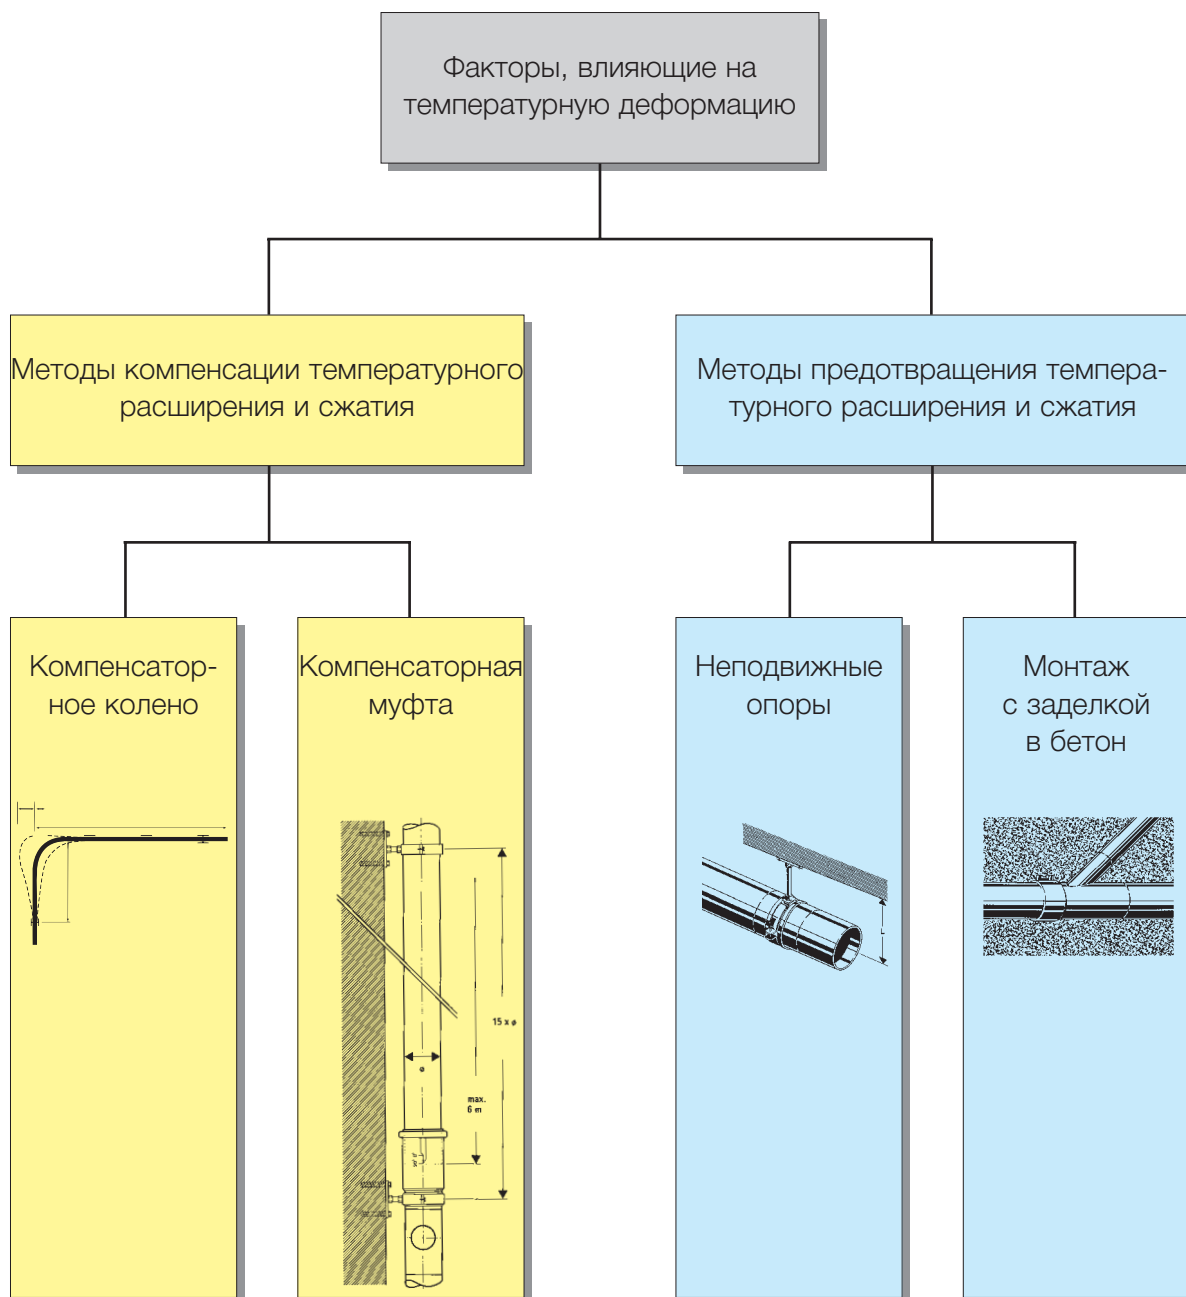 Факторы, влияющие на
температурную деформацию
Методы компенсации температурного
расширения и сжатия
Методы предотвращения темпера-
турного расширения и сжатия
Компенсатор-
ное колено
Компенсаторная
муфта
Неподвижные
опоры
Монтаж
с заделкой
в бетон
15 x ø
max.
6 m
L